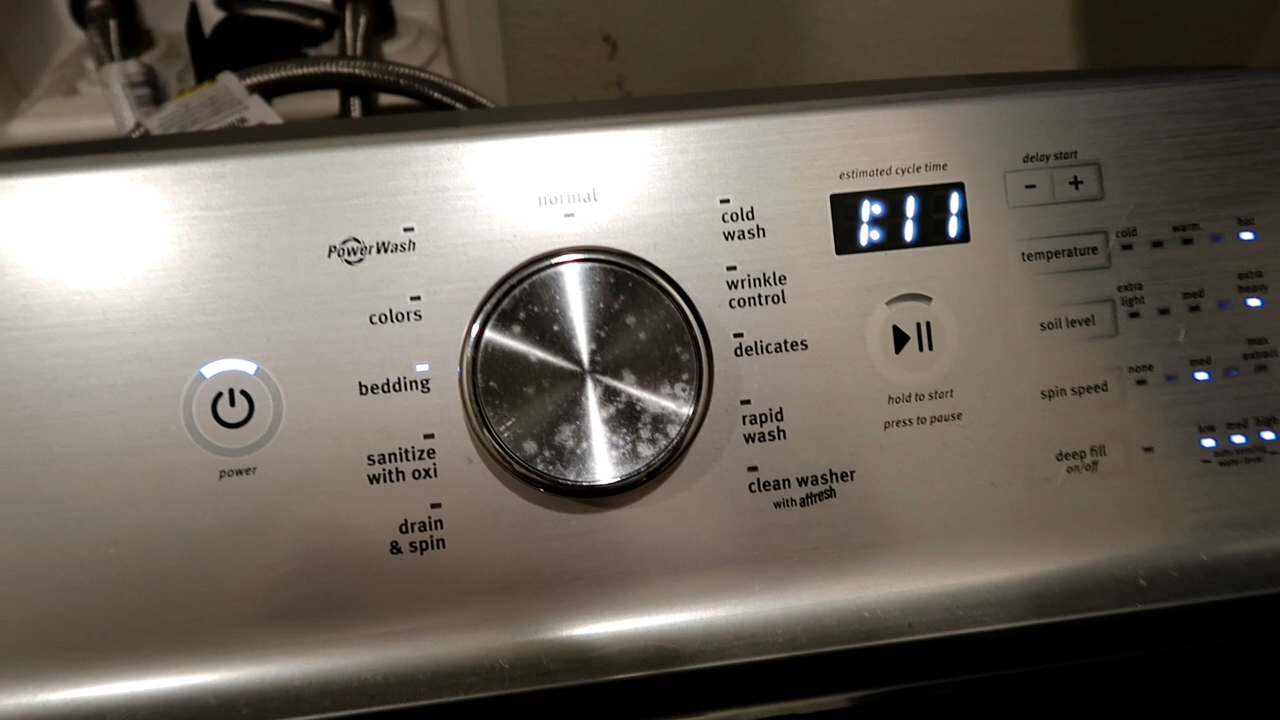 normal
PowerWash
colors
bedding
sanitize
with oxi
drain
& spin
power
cold
wash
wrinkle
control
delicates
rapid
wash
clean washer
with affresh
estimated cycle time
1:11
hold to start
press to pause
delay start
- +
temperature
cold warm hot
soil level
extra
light
med
extra
heavy
spin speed
none
med
max
extract
deep fill
on/off
low med high